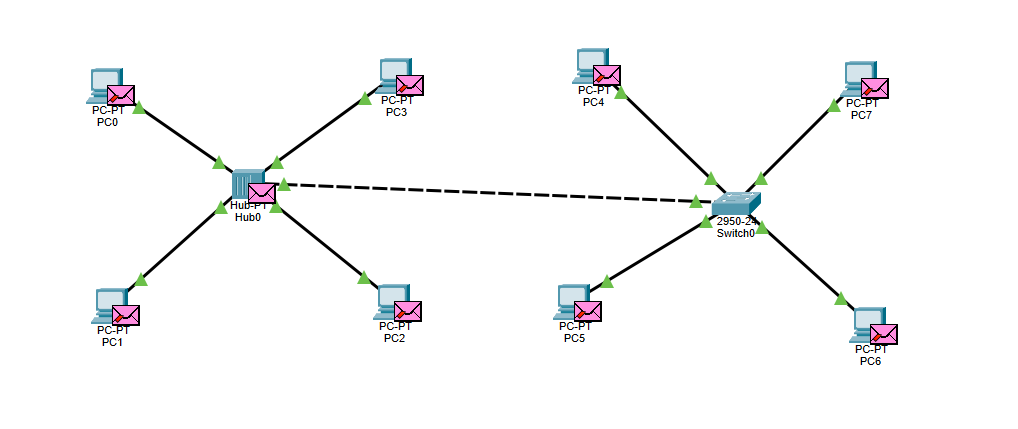 PC-PT
PC0
PC-PT
PC3
PC-PT
PC4
PC-PT
PC7
Hub-PT
Hub0
2950-24
Switch0
PC-PT
PC1
PC-PT
PC2
PC-PT
PC5
PC-PT
PC6